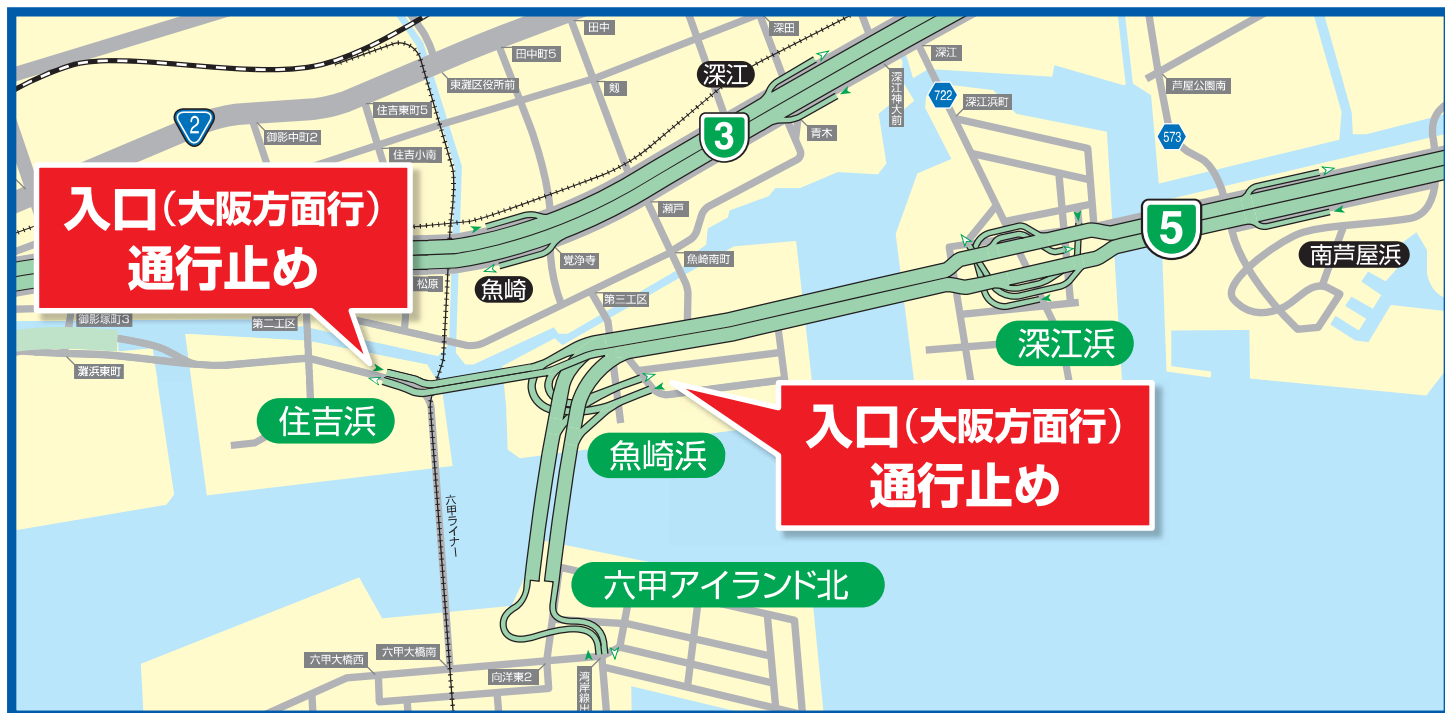 田中
深田
深江
田中町5
東灘区役所前
深江
芦屋公園南
剱
深江神大前
722
深江浜町
住吉東町5
2
3
青木
573
御影中町2
住吉小南
入口(大阪方面行)
通行止め
瀬戸
5
覚浄寺
魚崎南町
南芦屋浜
松原
魚崎
第三工区
御影塚町3
第二工区
深江浜
灘浜東町
住吉浜
入口(大阪方面行)
通行止め
魚崎浜
六甲ライナー
六甲アイランド北
六甲大橋西
六甲大橋南
向洋東2